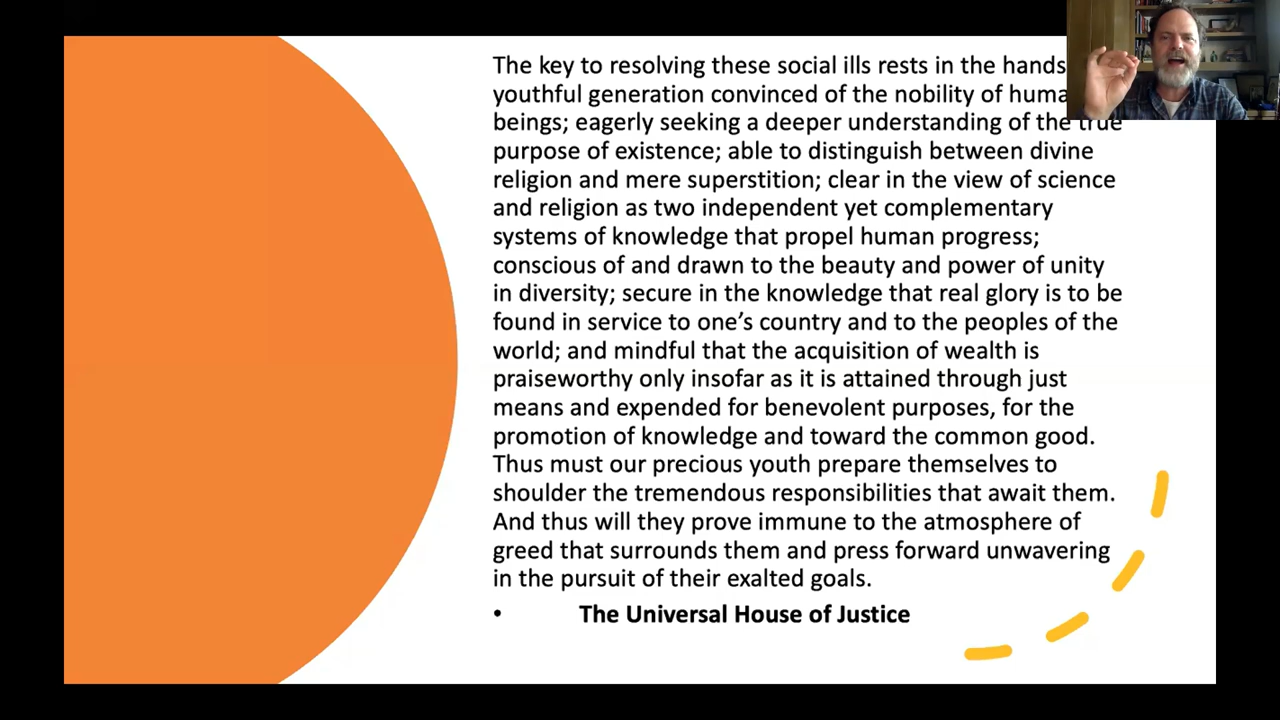 The key to resolving these social ills rests in the hands
youthful generation convinced of the nobility of huma
beings; eagerly seeking a deeper understanding of the true
purpose of existence; able to distinguish between divine
religion and mere superstition; clear in the view of science
and religion as two independent yet complementary
systems of knowledge that propel human progress;
conscious of and drawn to the beauty and power of unity
in diversity; secure in the knowledge that real glory is to be
found in service to one’s country and to the peoples of the
world; and mindful that the acquisition of wealth is
praiseworthy only insofar as it is attained through just
means and expended for benevolent purposes, for the
promotion of knowledge and toward the common good.
Thus must our precious youth prepare themselves to
shoulder the tremendous responsibilities that await them.
And thus will they prove immune to the atmosphere of
greed that surrounds them and press forward unwavering
in the pursuit of their exalted goals.
• The Universal House of Justice